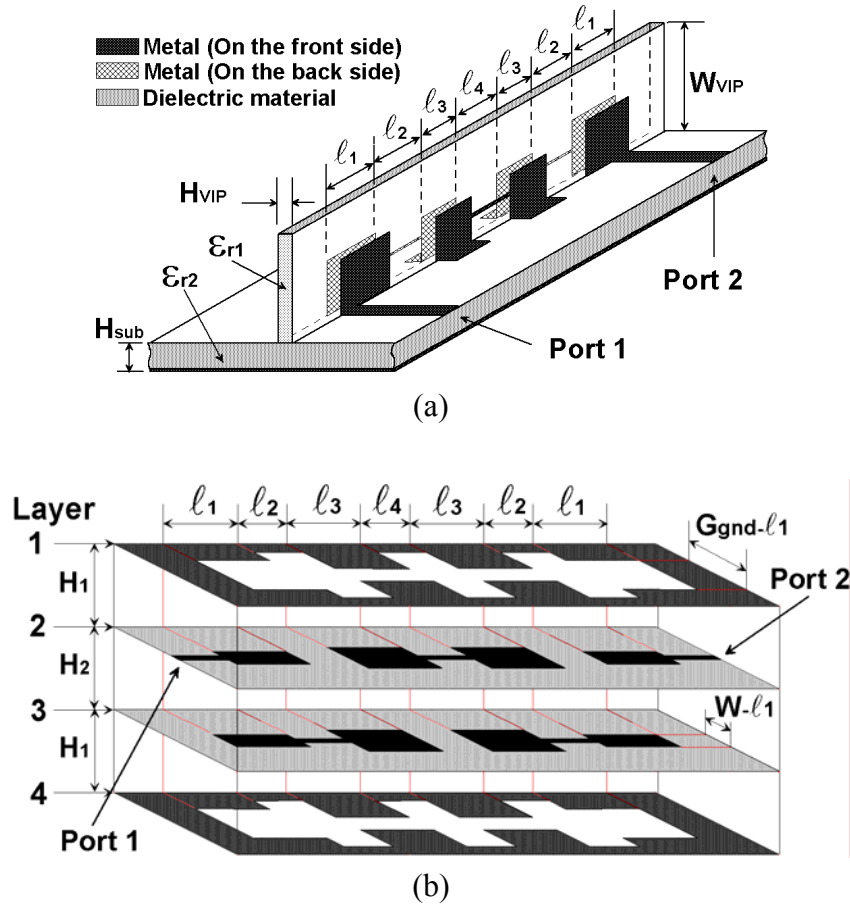 Metal (On the front side)
Metal (On the back side)
Dielectric material
ℓ1 ℓ2 ℓ3 ℓ4 ℓ3 ℓ2 ℓ1
WVIP
HVIP
εr1
εr2
Hsub
Port 1
Port 2
(a)
Layer
ℓ1 ℓ2 ℓ3 ℓ4 ℓ3 ℓ2 ℓ1
1
Ggnd-ℓ1
H1
Port 2
2
H2
3
W-ℓ1
H1
4
Port 1
(b)